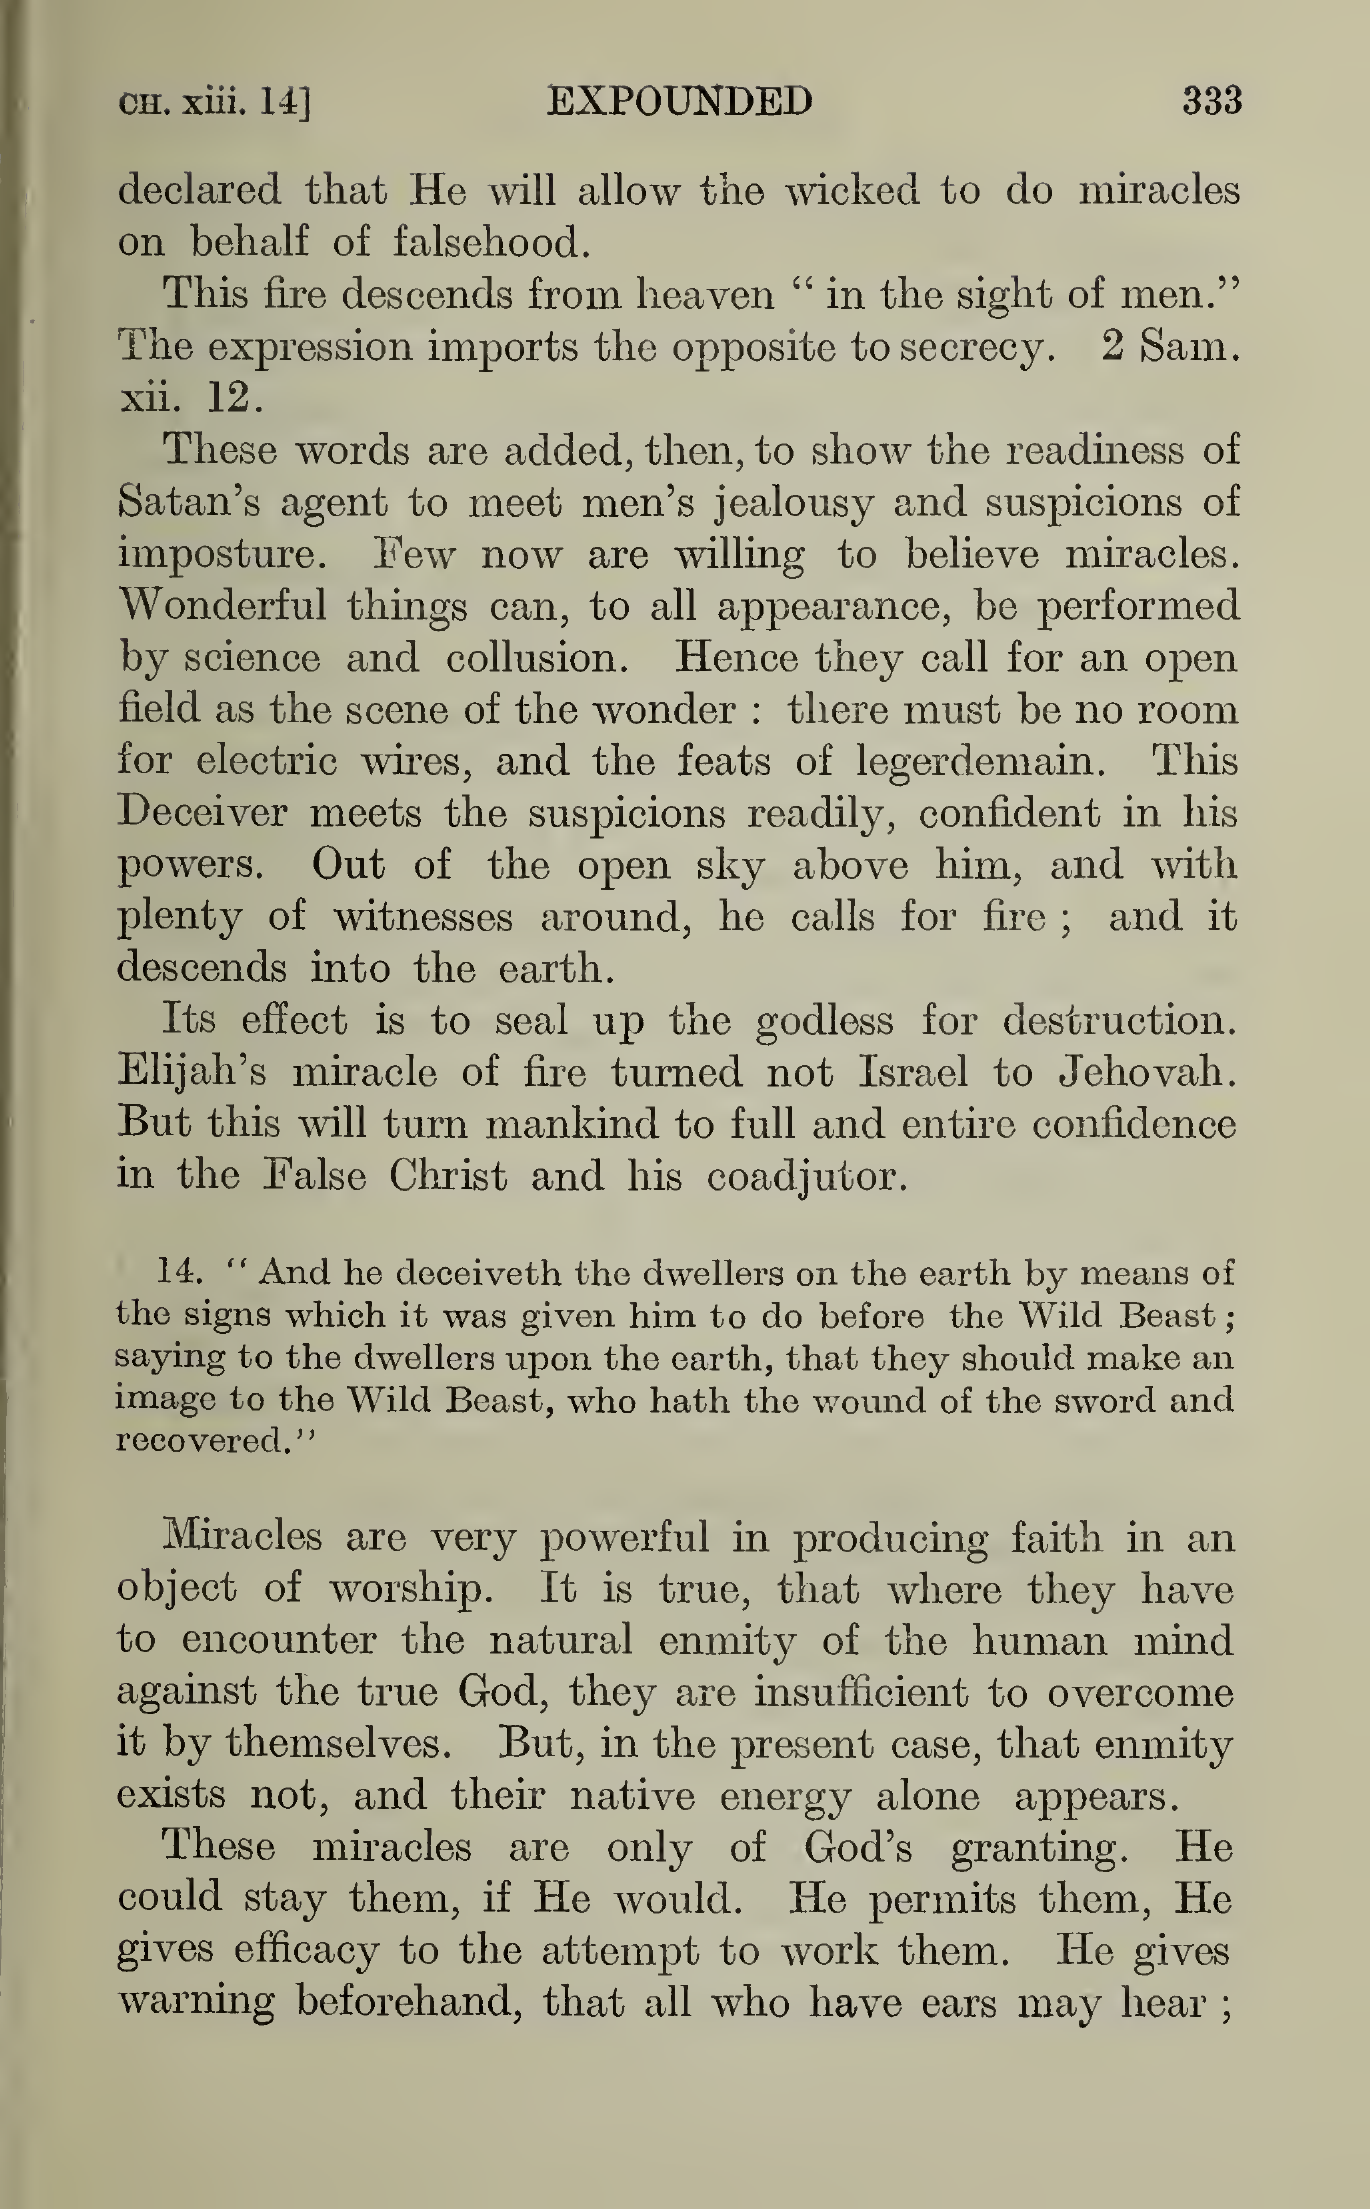 CH. xiii. 14] EXPOUNDED 333
declared that He will allow the wicked to do miracles
on behalf of falsehood.
This fire descends from heaven “ in the sight of men.”
The expression imports the opposite to secrecy. 2 Sam.
xii. 12.
These words are added, then, to show the readiness of
Satan’s agent to meet men’s jealousy and suspicions of
imposture. Few now are willing to believe miracles.
Wonderful things can, to all appearance, be performed
by science and collusion. Hence they call for an open
field as the scene of the wonder : there must be no room
for electric wires, and the feats of legerdemain. This
Deceiver meets the suspicions readily, confident in his
powers. Out of the open sky above him, and with
plenty of witnesses around, he calls for fire ; and it
descends into the earth.
Its effect is to seal up the godless for destruction.
Elijah’s miracle of fire turned not Israel to Jehovah.
But this will turn mankind to full and entire confidence
in the False Christ and his coadjutor.
14. “ And he deceiveth the dwellers on the earth by means of
the signs which it was given him to do before the Wild Beast ;
saying to the dwellers upon the earth, that they should make an
image to the Wild Beast, who hath the wound of the sword and
recovered.”
Miracles are very powerful in producing faith in an
object of worship. It is true, that where they have
to encounter the natural enmity of the human mind
against the true God, they are insufficient to overcome
it by themselves. But, in the present case, that enmity
exists not, and their native energy alone appears.
These miracles are only of God’s granting. He
could stay them, if He would. He permits them, He
gives efficacy to the attempt to work them. He gives
warning beforehand, that all who have ears may hear ;